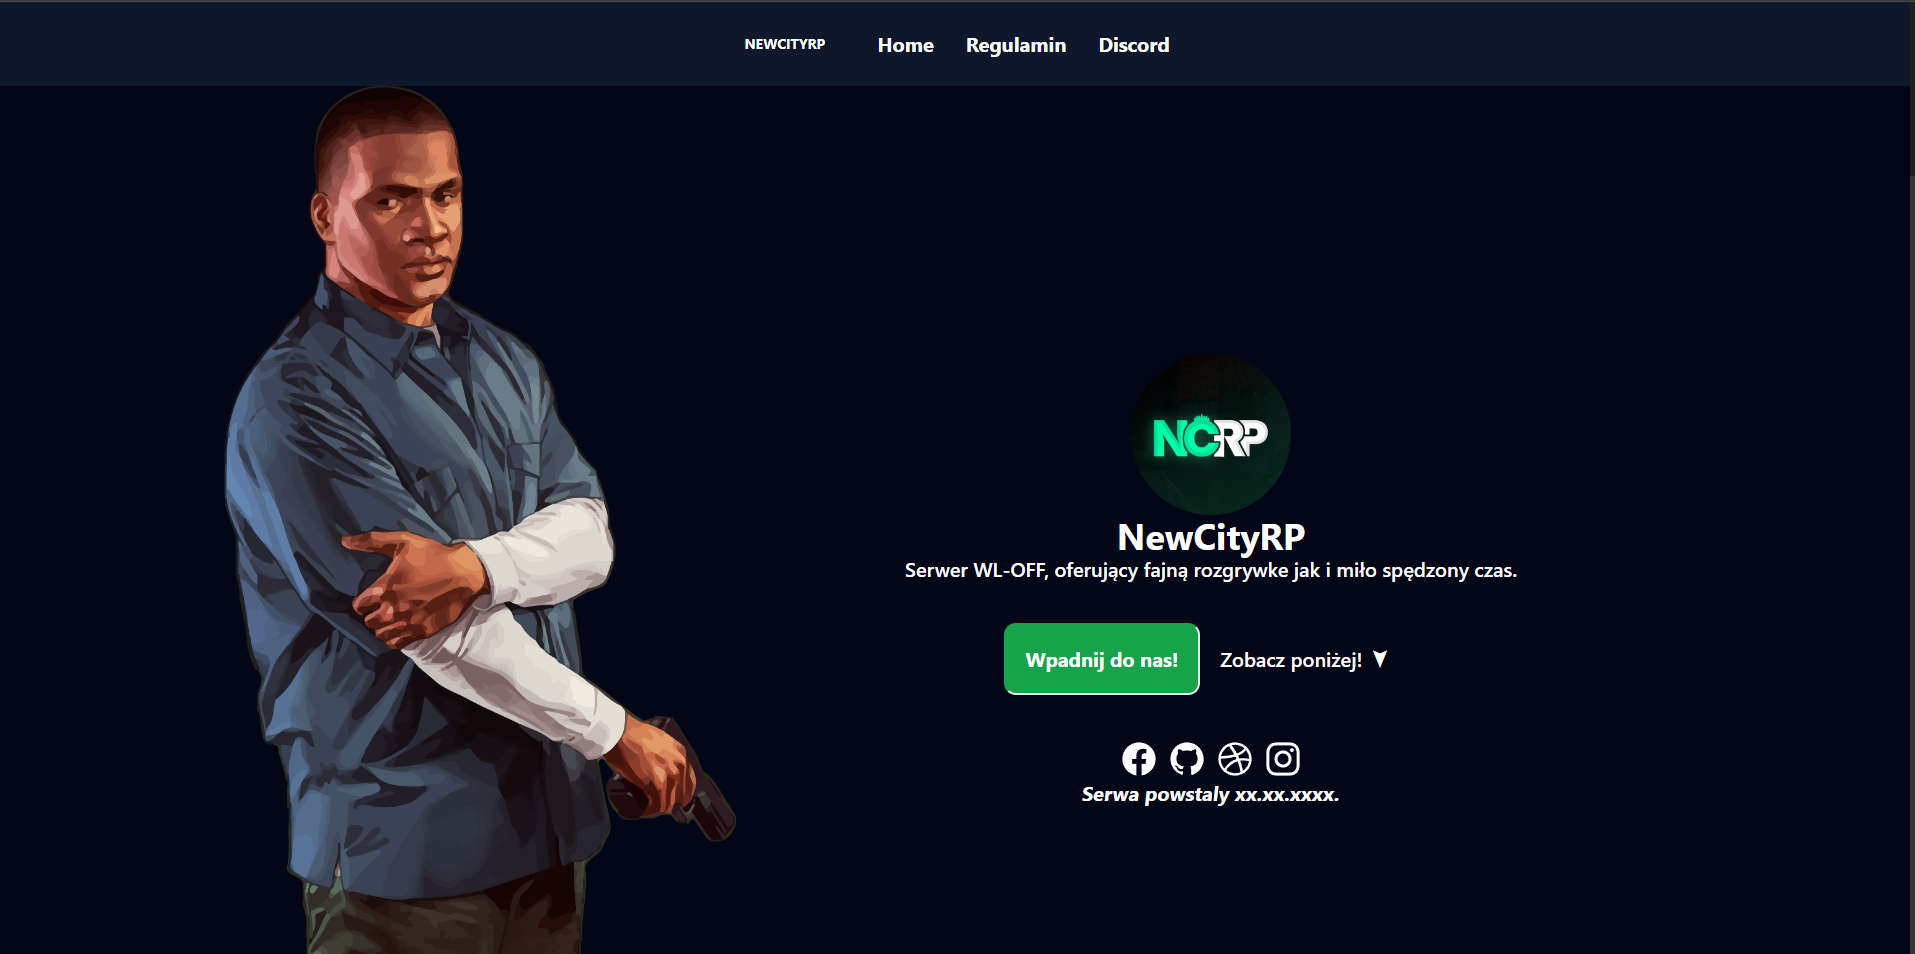 NEWCITYRP Home Regulamin Discord
NCRP
NewCityRP
Serwer WL-OFF, oferujący fajną rozgrywke jak i miło spędzony czas.
Wpadnij do nas! Zobacz poniżej!
Serwa powstaly xx.xx.xxxx.